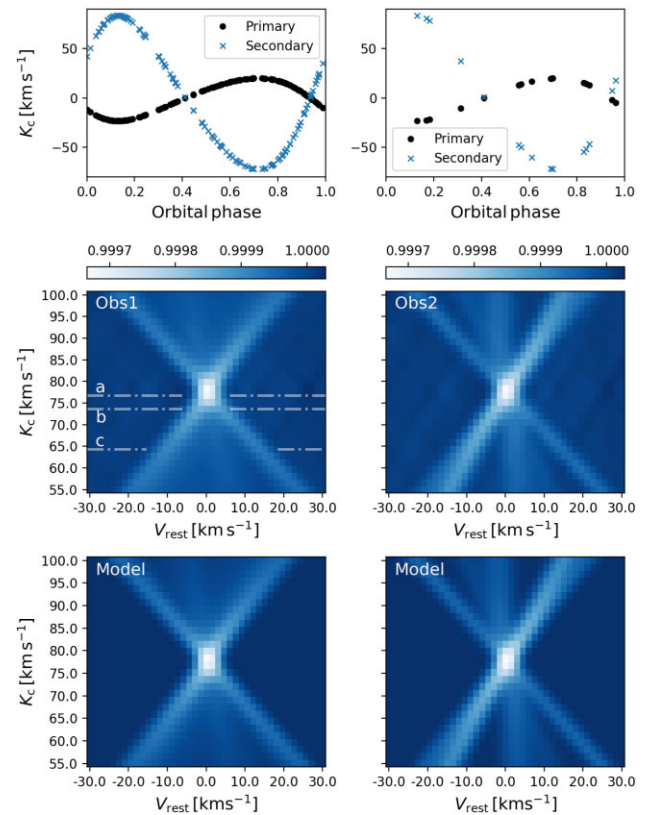 Primary
Secondary
50
0
−50
K_c [km s⁻¹]
0.0 0.2 0.4 0.6 0.8 1.0
Orbital phase
Primary
Secondary
0.0 0.2 0.4 0.6 0.8 1.0
Orbital phase
0.9997 0.9998 0.9999 1.0000
0.9997 0.9998 0.9999 1.0000
Obs1
a
b
c
100.0
95.0
90.0
85.0
80.0
75.0
70.0
65.0
60.0
55.0
K_c [km s⁻¹]
-30.0 -20.0 -10.0 0.0 10.0 20.0 30.0
V_rest [km s⁻¹]
Obs2
-30.0 -20.0 -10.0 0.0 10.0 20.0 30.0
V_rest [km s⁻¹]
Model
100.0
95.0
90.0
85.0
80.0
75.0
70.0
65.0
60.0
55.0
K_c [km s⁻¹]
-30.0 -20.0 -10.0 0.0 10.0 20.0 30.0
V_rest [kms⁻¹]
Model
-30.0 -20.0 -10.0 0.0 10.0 20.0 30.0
V_rest [kms⁻¹]